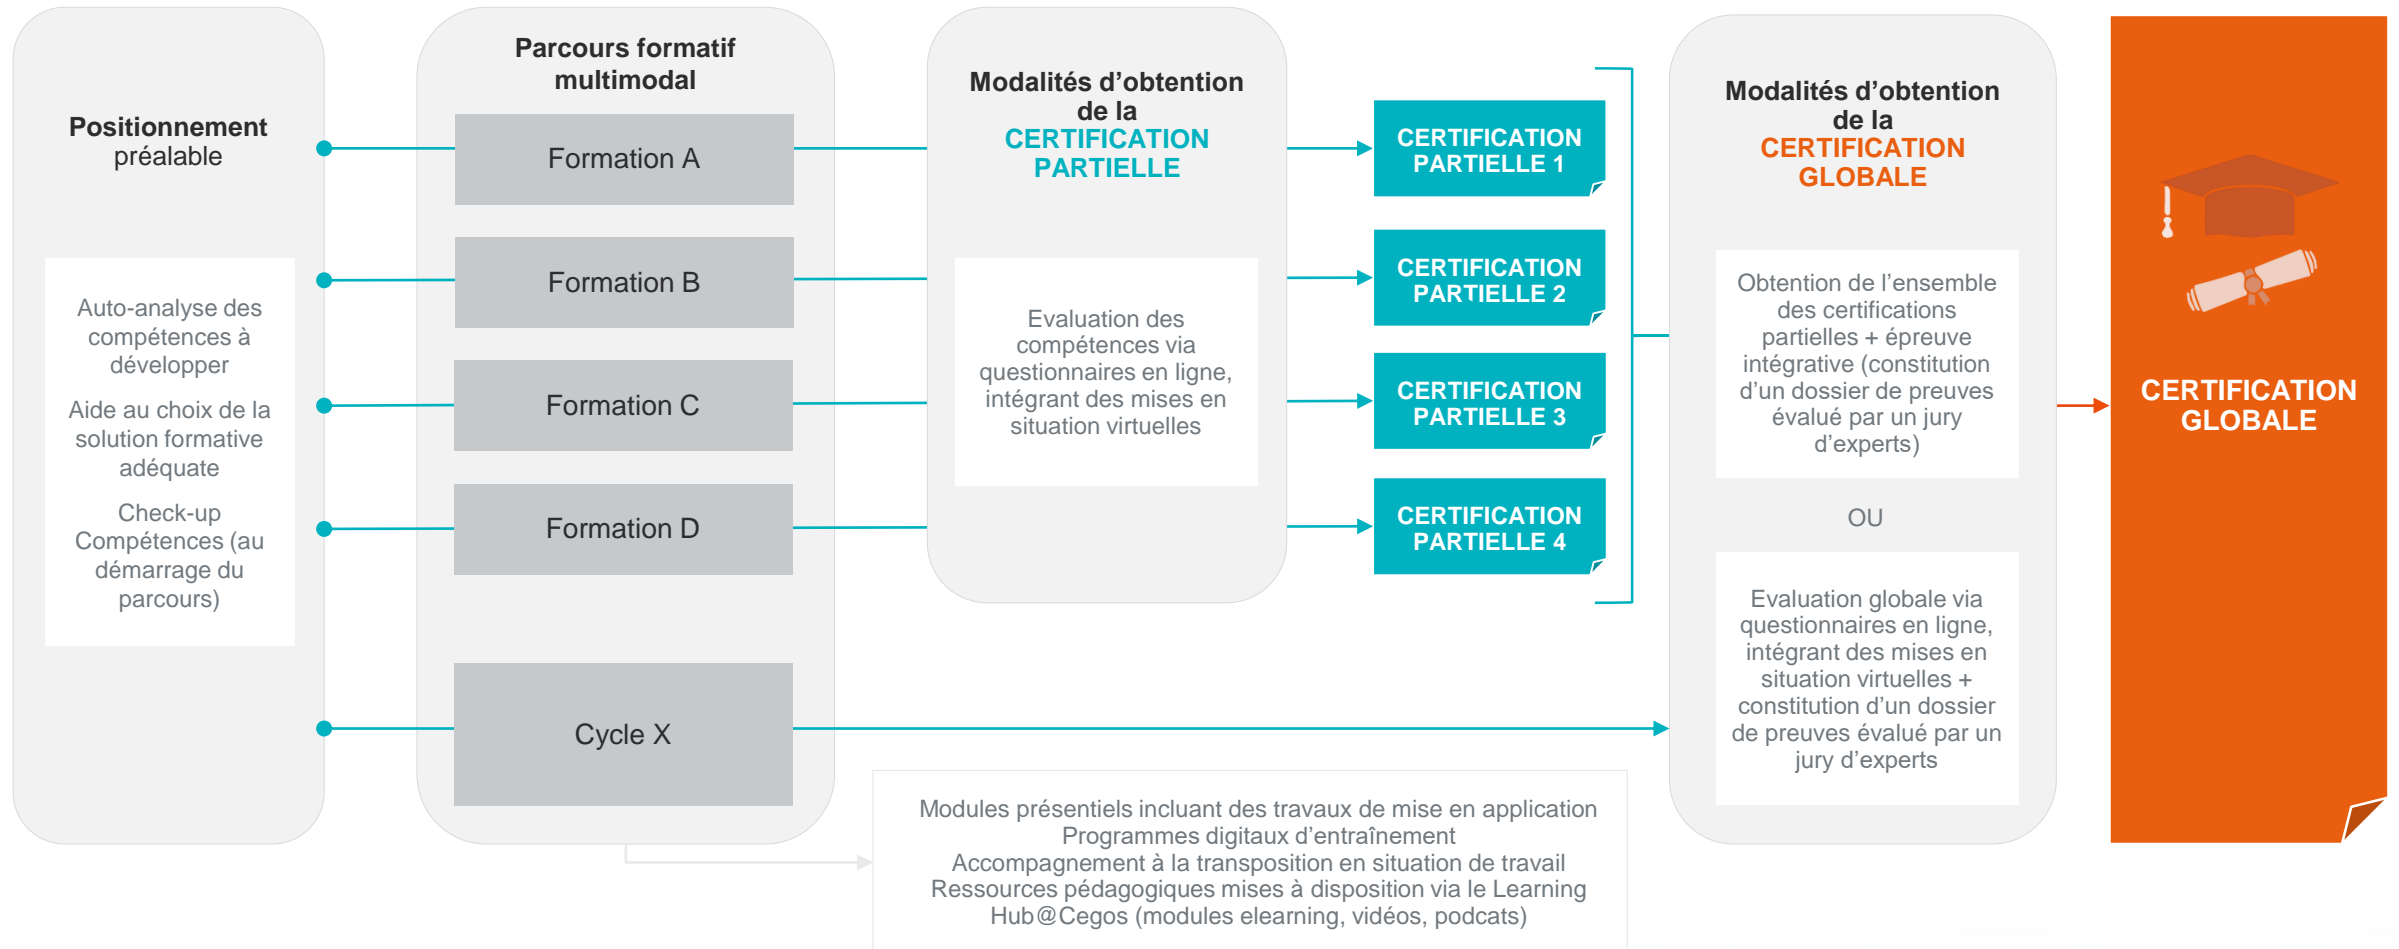 Positionnement
préalable
Auto-analyse des
compétences à
développer
Aide au choix de la
solution formative
adéquate
Check-up
Compétences (au
démarrage du
parcours)
Parcours formatif
multimodal
Formation A
Formation B
Formation C
Formation D
Cycle X
Modalités d’obtention
de la
CERTIFICATION
PARTIELLE
Evaluation des
compétences via
questionnaires en ligne,
intégrant des mises en
situation virtuelles
CERTIFICATION
PARTIELLE 1
CERTIFICATION
PARTIELLE 2
CERTIFICATION
PARTIELLE 3
CERTIFICATION
PARTIELLE 4
Modalités d’obtention
de la
CERTIFICATION
GLOBALE
Obtention de l’ensemble
des certifications
partielles + épreuve
intégrative (constitution
d’un dossier de preuves
évalué par un jury
d’experts)
OU
Evaluation globale via
questionnaires en ligne,
intégrant des mises en
situation virtuelles +
constitution d’un dossier
de preuves évalué par un
jury d’experts
CERTIFICATION
GLOBALE
Modules présentiels incluant des travaux de mise en application
Programmes digitaux d’entraînement
Accompagnement à la transposition en situation de travail
Ressources pédagogiques mises à disposition via le Learning
Hub@Cegos (modules elearning, vidéos, podcats)